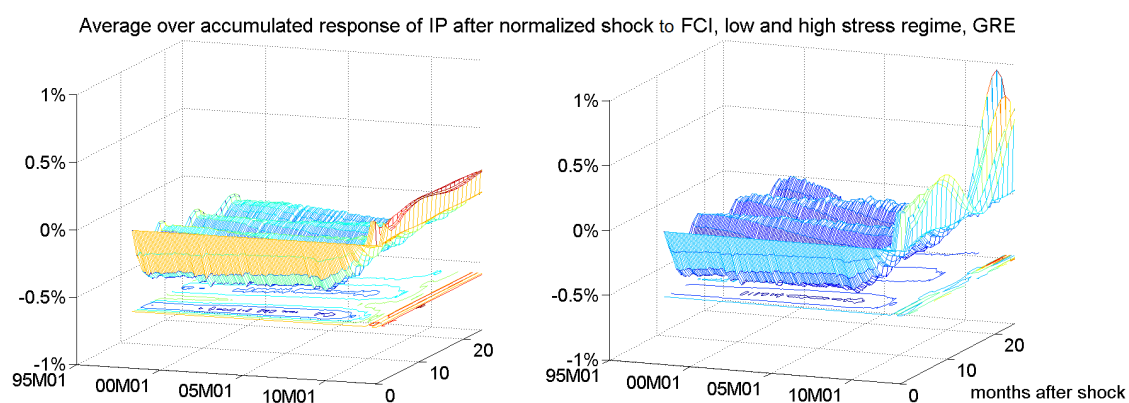 Average over accumulated response of IP after normalized shock to FCI, low and high stress regime, GRE
1%
0.5%
0%
-0.5%
-1%
95M01
00M01
05M01
10M01
0
10
20
1%
0.5%
0%
-0.5%
-1%
95M01
00M01
05M01
10M01
0
10
20
months after shock